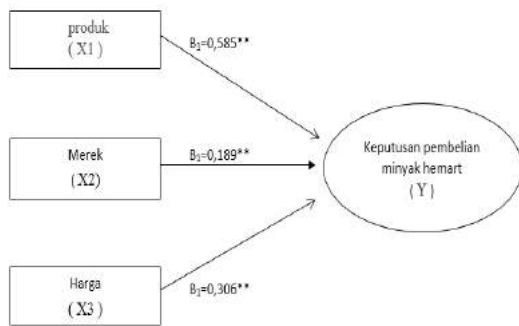 produk
( X1 )
B₁=0,585**
Merek
(X2)
B₁=0,189**
Keputusan pembelian
minyak hemart
( Y )
Harga
(X3)
B₁=0,306**